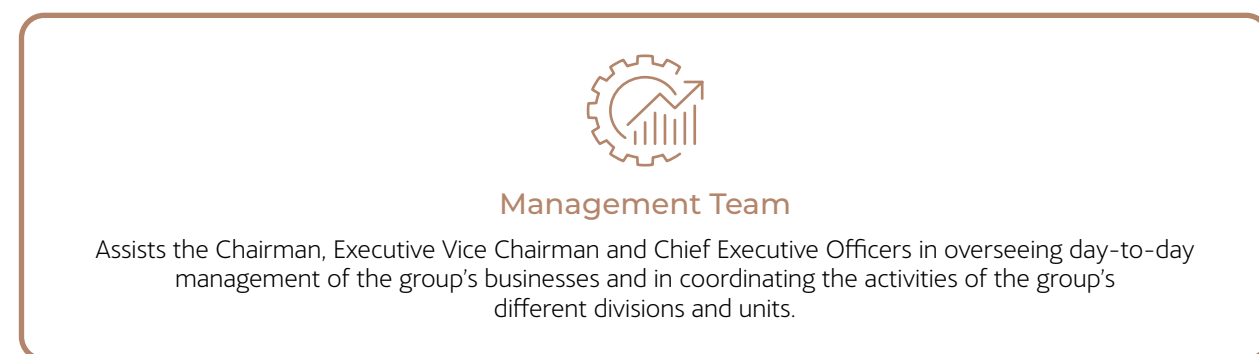 Management Team
Assists the Chairman, Executive Vice Chairman and Chief Executive Officers in overseeing day-to-day
management of the group’s businesses and in coordinating the activities of the group’s
different divisions and units.